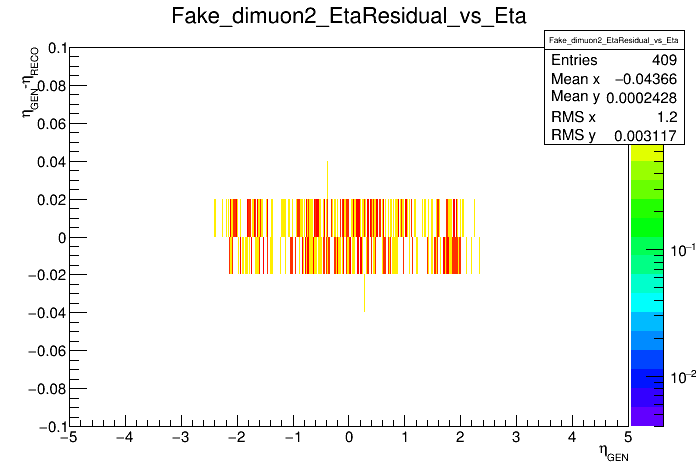 Fake_dimuon2_EtaResidual_vs_Eta
Fake_dimuon2_EtaResidual_vs_Eta
Entries 409
Mean x −0.04366
Mean y 0.0002428
RMS x 1.2
RMS y 0.003117
η_GEN-η_RECO
0.1
0.08
0.06
0.04
0.02
0
−0.02
−0.04
−0.06
−0.08
−0.1
−5 −4 −3 −2 −1 0 1 2 3 4 5
η_GEN
10⁻¹
10⁻²